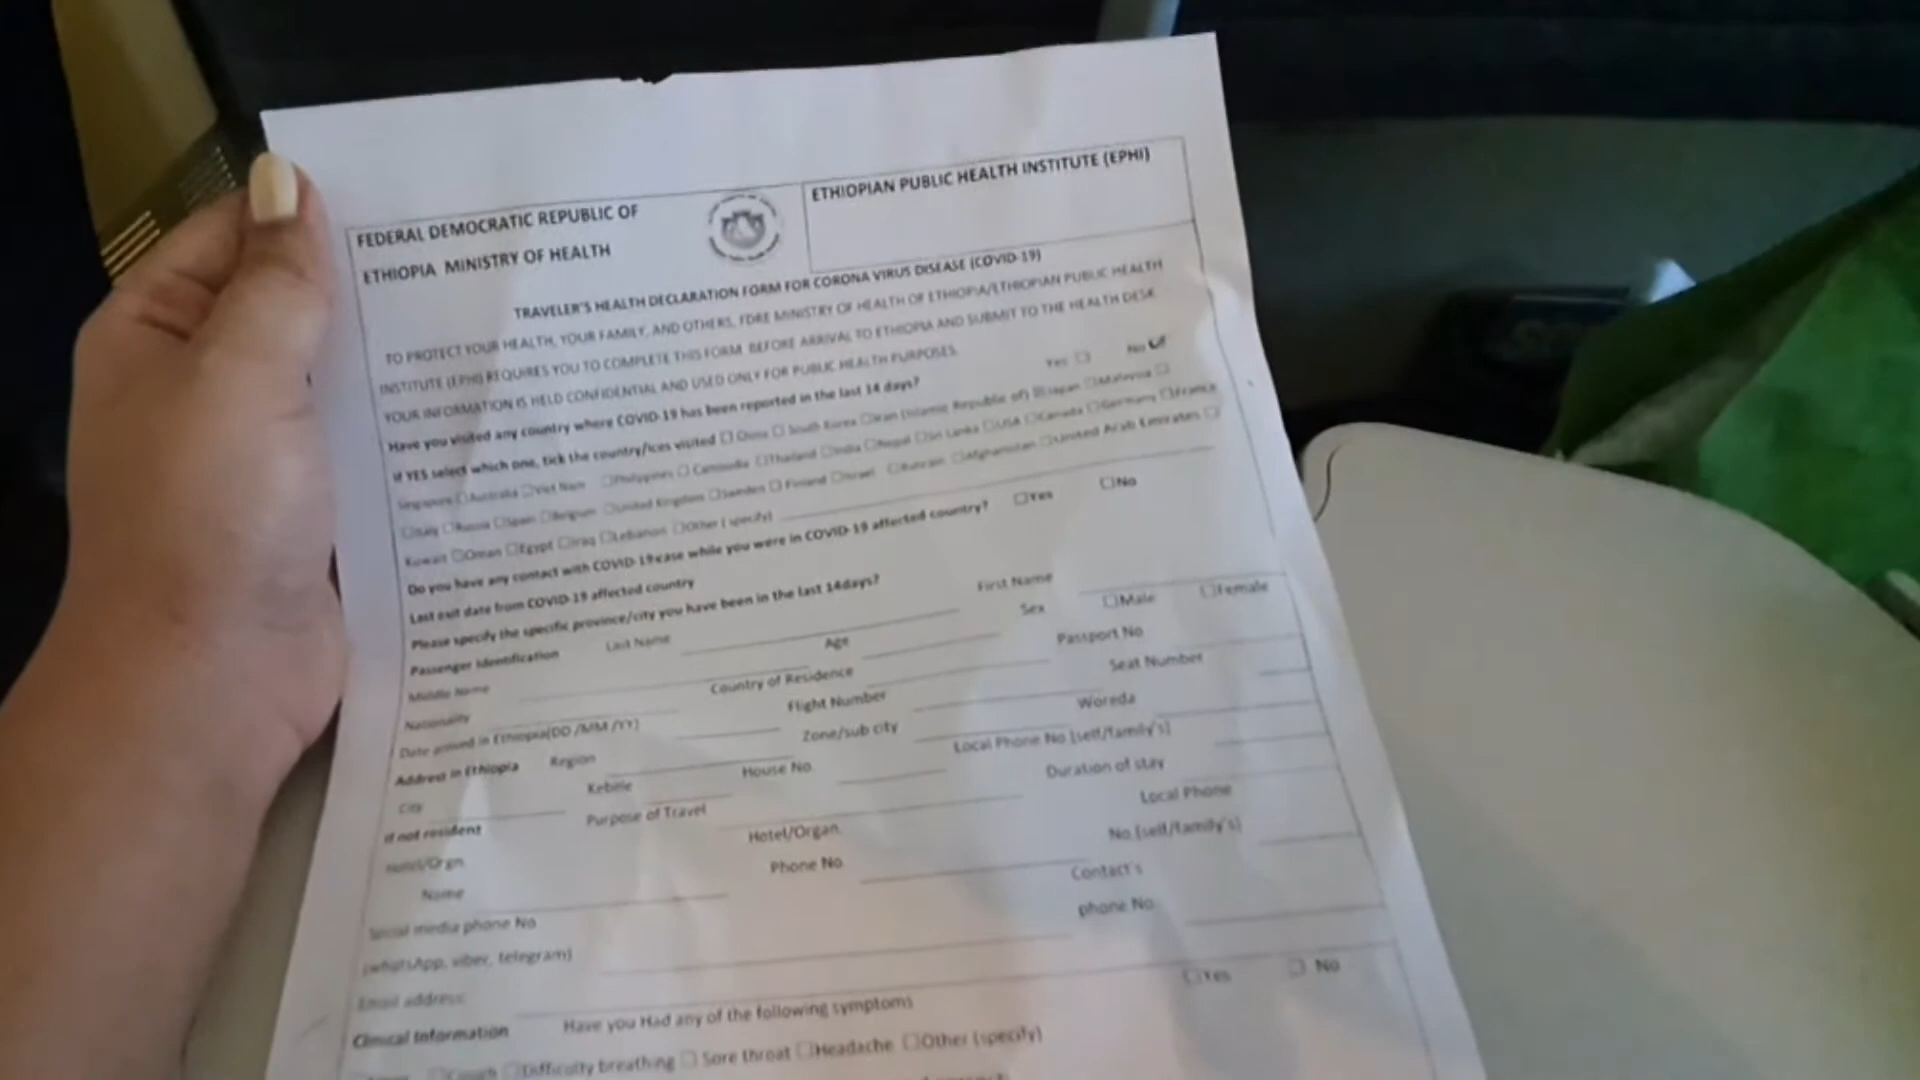 FEDERAL DEMOCRATIC REPUBLIC OF
ETHIOPIA MINISTRY OF HEALTH
ETHIOPIAN PUBLIC HEALTH INSTITUTE (EPHI)
TRAVELER'S HEALTH DECLARATION FORM FOR CORONA VIRUS DISEASE (COVID-19)
TO PROTECT YOUR HEALTH, YOUR FAMILY, AND OTHERS, FDRE MINISTRY OF HEALTH OF ETHIOPIA/ETHIOPIAN PUBLIC HEALTH
INSTITUTE (EPHI) REQUIRES YOU TO COMPLETE THIS FORM BEFORE ARRIVAL TO ETHIOPIA AND SUBMIT TO THE HEALTH DESK
YOUR INFORMATION IS HELD CONFIDENTIAL AND USED ONLY FOR PUBLIC HEALTH PURPOSES.
Have you visited any country where COVID-19 has been reported in the last 14 days? Yes ☐ No ☑
If YES select which one, tick the country/ices visited ☐ China ☐ South Korea ☐Iran (Islamic Republic of) ☐Japan ☐Malaysia ☐
Singapore ☐Australia ☐Viet Nam ☐Philippines ☐ Cambodia ☐Thailand ☐India ☐Nepal ☐Sri Lanka ☐USA ☐Canada ☐Germany ☐France
☐Italy ☐Russia ☐Spain ☐Belgium ☐United Kingdom ☐Sweden ☐ Finland ☐Israel ☐Bahrain ☐Afghanistan ☐United Arab Emirates ☐
Kuwait ☐Oman ☐Egypt ☐Iraq ☐Lebanon ☐Other ( specify)
Do you have any contact with COVID-19 case while you were in COVID-19 affected country? ☐Yes ☐No
Last exit date from COVID-19 affected country
Please specify the specific province/city you have been in the last 14days?
Passenger Identification Last Name First Name
Middle Name Age Sex ☐Male ☐Female
Nationality Country of Residence Passport No
Date arrived in Ethiopia(DD /MM /YY) Flight Number Seat Number
Address in Ethiopia Region Zone/sub city Woreda
City Kebele House No. Local Phone No [self/family's]
If not resident Purpose of Travel Duration of stay
Hotel/Orgn. Hotel/Organ. Local Phone
Name Phone No No [self/family's]
Social media phone No Contact's
(whatsApp, viber, telegram) phone No.
Email address:
Clinical Information Have you Had any of the following symptoms ☐Yes ☐ No
☐Cough ☐Difficulty breathing ☐ Sore throat ☐Headache ☐Other (specify)